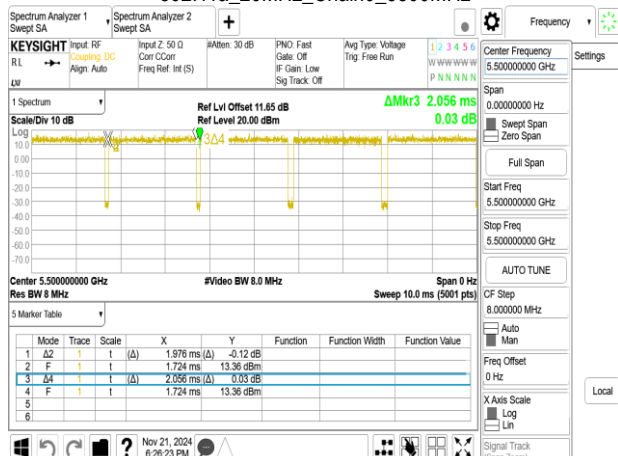 Spectrum Analyzer 1
Swept SA
Spectrum Analyzer 2
Swept SA
+
Frequency
KEYSIGHT
RL
Input: RF
Coupling: DC
Align: Auto
Input Z: 50 Ω
Corr CCorr
Freq Ref: Int (S)
#Atten: 30 dB
PNO: Fast
Gate: Off
IF Gain: Low
Sig Track: Off
Avg Type: Voltage
Trig: Free Run
1 2 3 4 5 6
W W W W W W
P N N N N N
Center Frequency
5.500000000 GHz
Settings
Span
0.00000000 Hz
Swept Span
Zero Span
Full Span
Start Freq
5.500000000 GHz
Stop Freq
5.500000000 GHz
AUTO TUNE
CF Step
8.000000 MHz
Auto
Man
Freq Offset
0 Hz
X Axis Scale
Log
Lin
Local
Signal Track
1 Spectrum
Scale/Div 10 dB
Ref Lvl Offset 11.65 dB
Ref Level 20.00 dBm
ΔMkr3 2.056 ms
0.03 dB
Log
10.0
0.00
-10.0
-20.0
-30.0
-40.0
-50.0
-60.0
-70.0
3Δ4
Center 5.500000000 GHz
Res BW 8 MHz
#Video BW 8.0 MHz
Span 0 Hz
Sweep 10.0 ms (5001 pts)
5 Marker Table
Mode Trace Scale X Y Function Function Width Function Value
1 Δ2 1 t (Δ) 1.976 ms (Δ) -0.12 dB
2 F 1 t 1.724 ms 13.36 dBm
3 Δ4 1 t (Δ) 2.056 ms (Δ) 0.03 dB
4 F 1 t 1.724 ms 13.36 dBm
5
6
?
Nov 21, 2024
6:26:23 PM